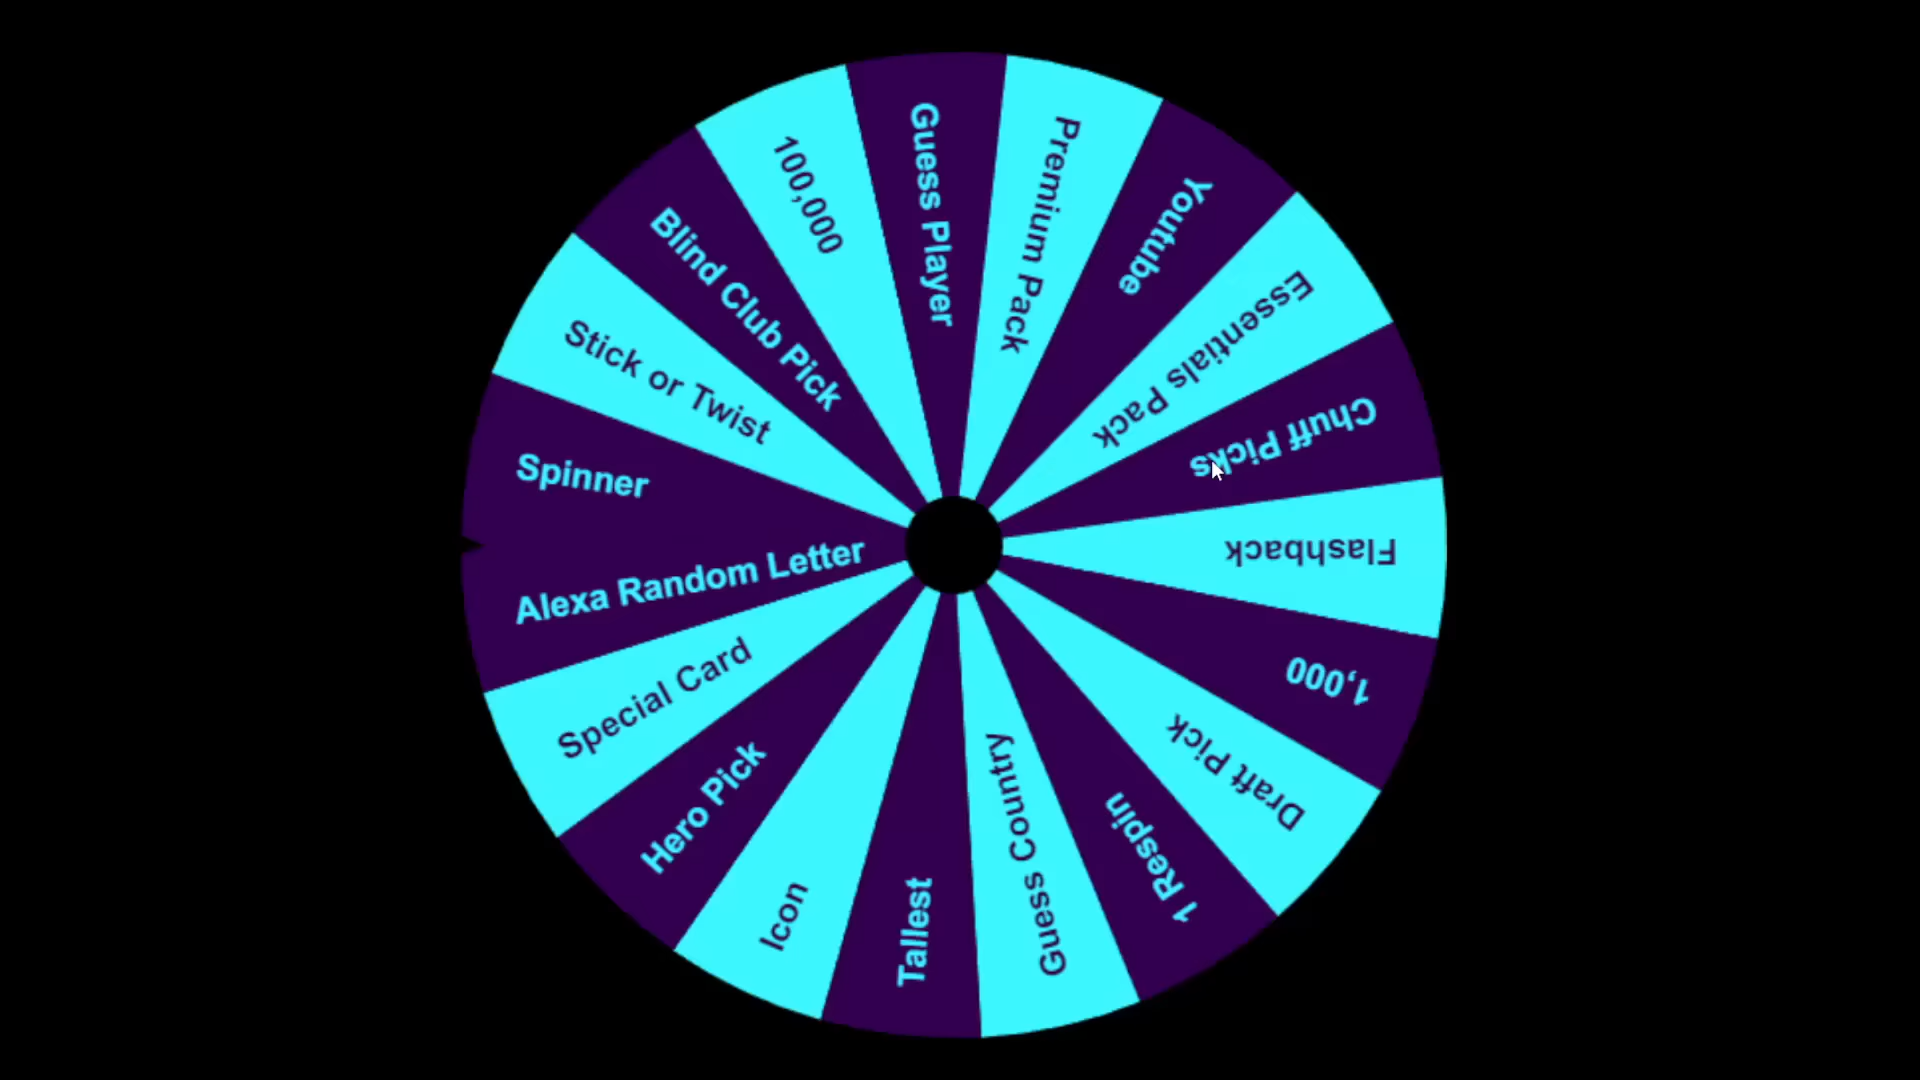 Guess Player
Premium Pack
Youtube
Essentials Pack
Chuff Picks
Flashback
1,000
Draft Pick
1 Respin
Guess Country
Tallest
Icon
Hero Pick
Special Card
Alexa Random Letter
Spinner
Stick or Twist
Blind Club Pick
100,000